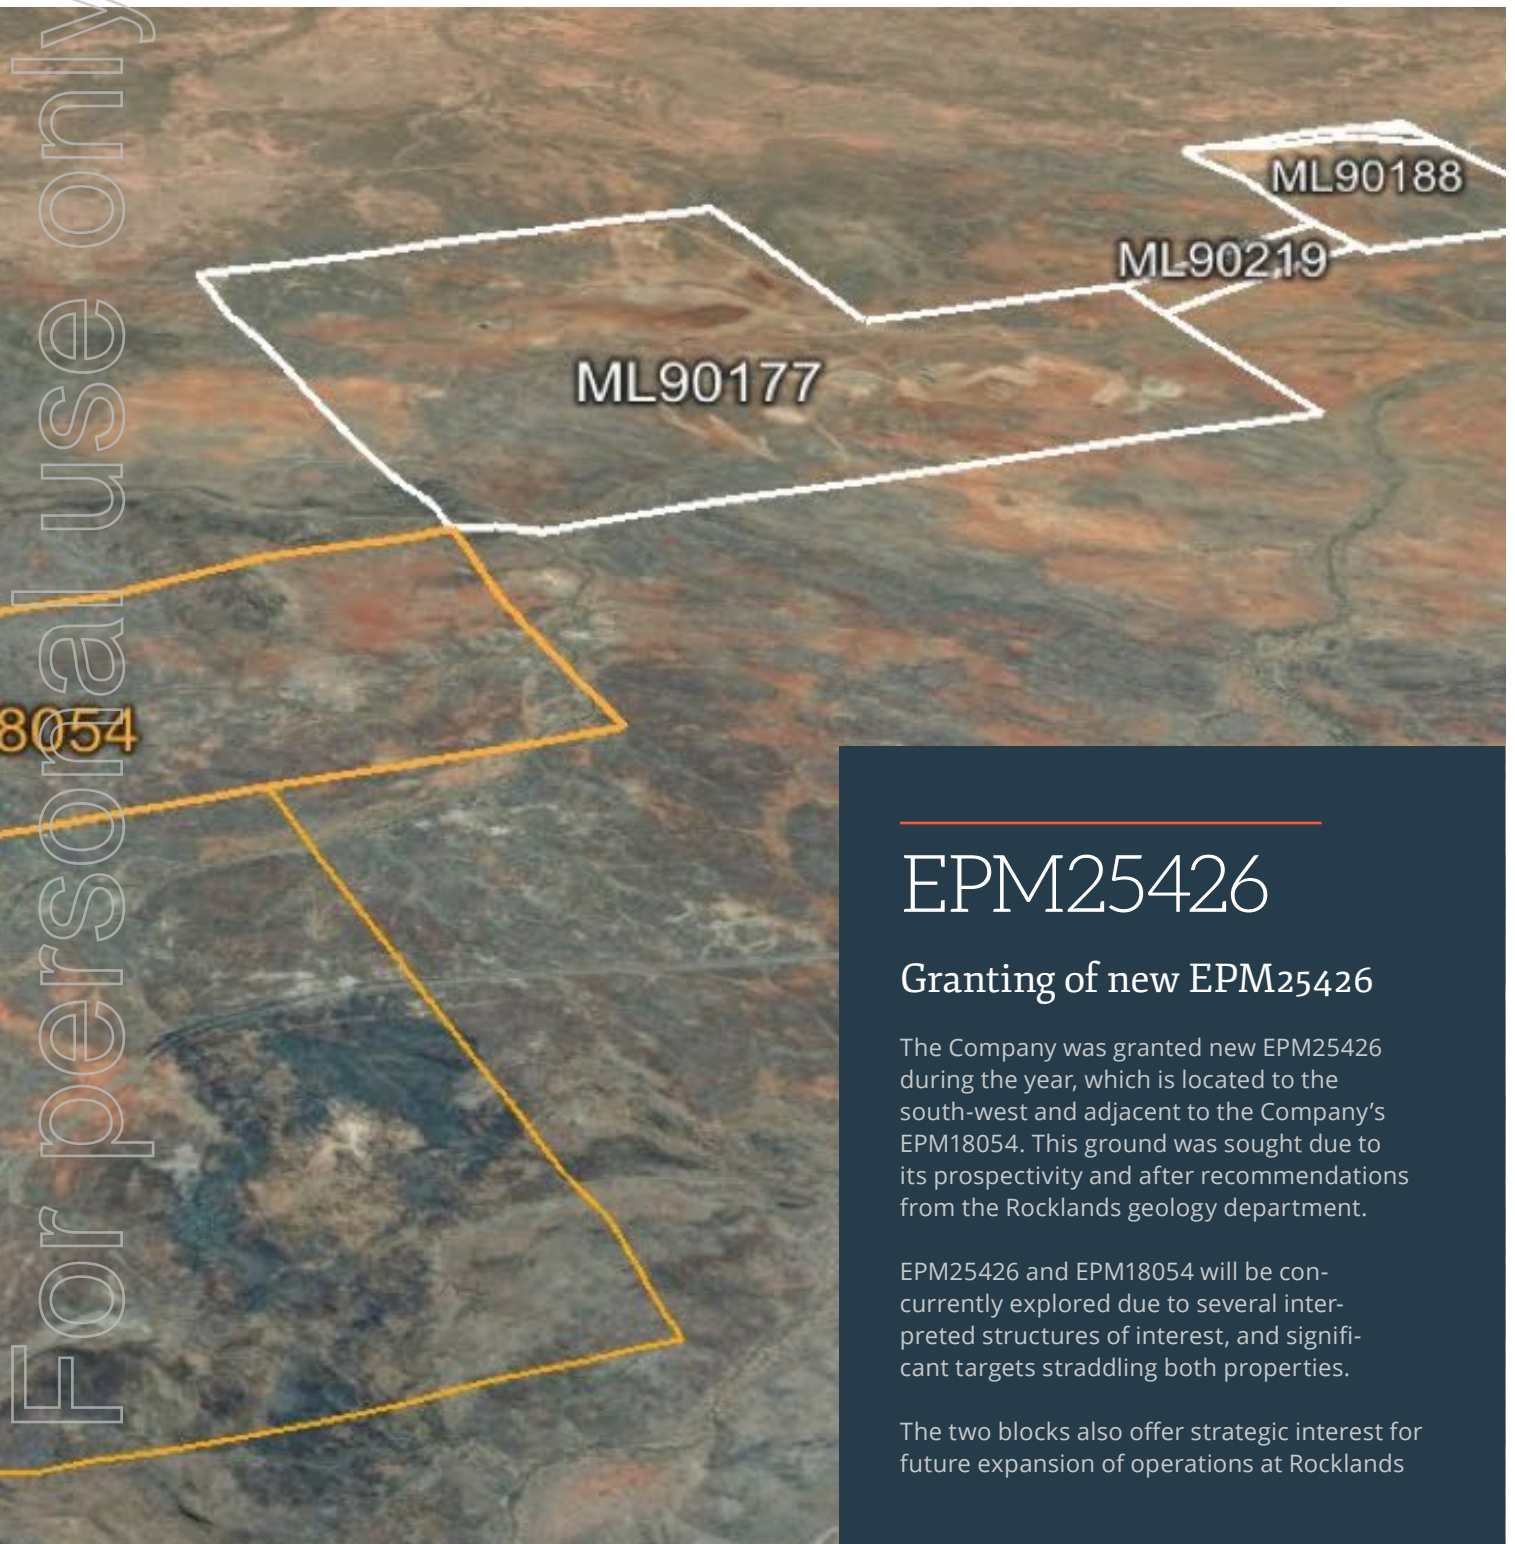 For personal use only
ML90188
ML90219
ML90177
8054
EPM25426
Granting of new EPM25426
The Company was granted new EPM25426
during the year, which is located to the
south-west and adjacent to the Company’s
EPM18054. This ground was sought due to
its prospectivity and after recommendations
from the Rocklands geology department.
EPM25426 and EPM18054 will be con-
currently explored due to several inter-
preted structures of interest, and signifi-
cant targets straddling both properties.
The two blocks also offer strategic interest for
future expansion of operations at Rocklands